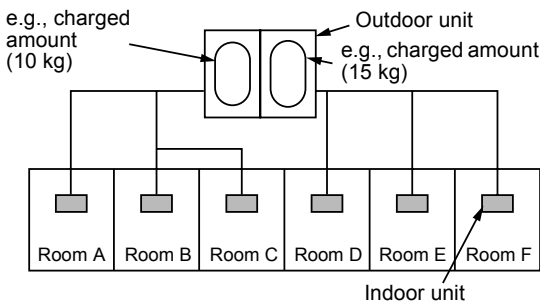 e.g., charged
amount
(10 kg)
Outdoor unit
e.g., charged amount
(15 kg)
Room A
Room B
Room C
Room D
Room E
Room F
Indoor unit